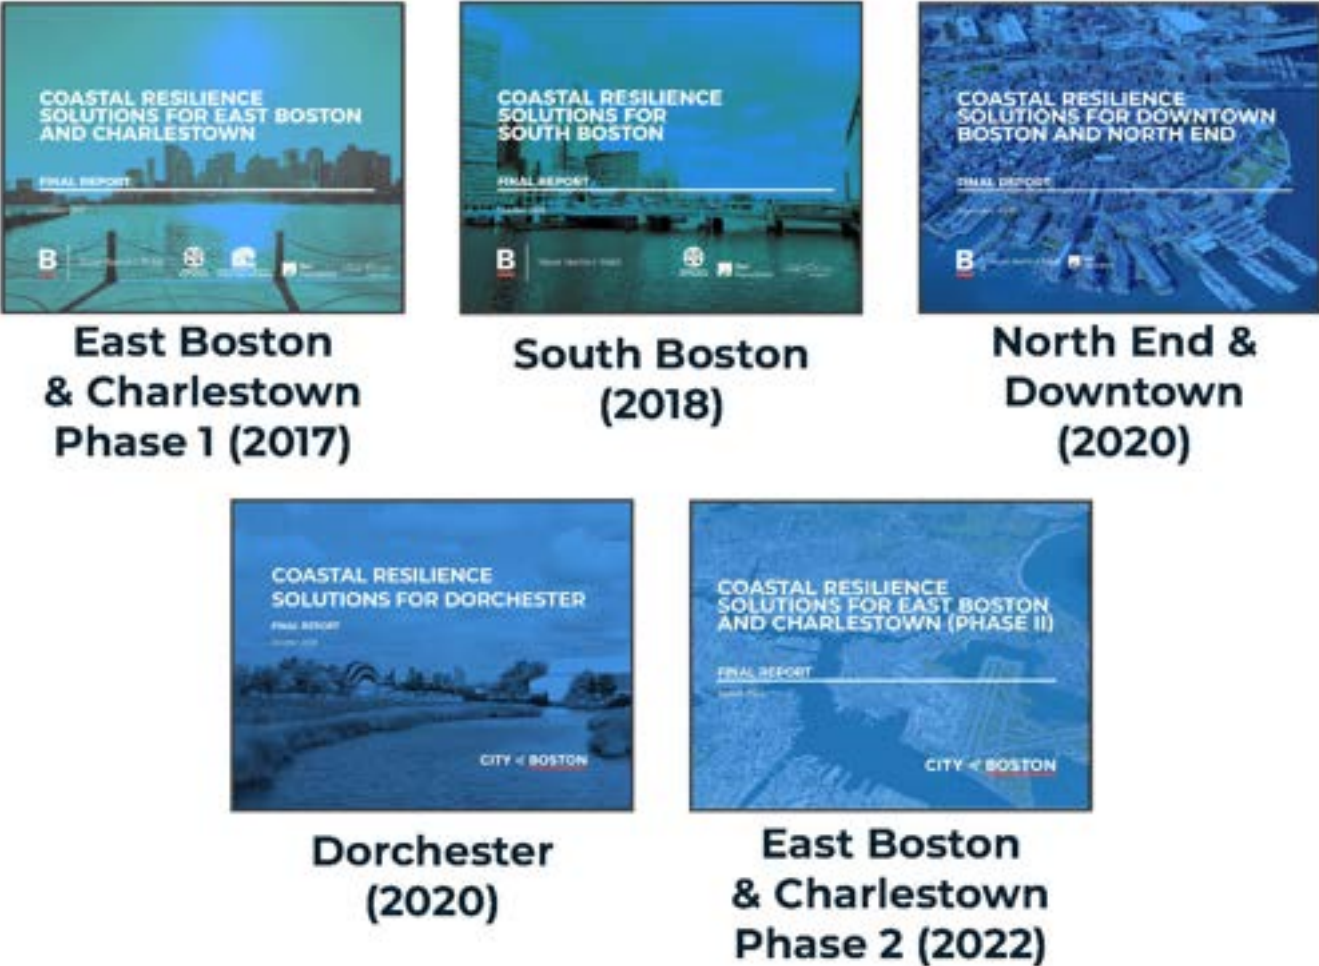 COASTAL RESILIENCE
SOLUTIONS FOR EAST BOSTON
AND CHARLESTOWN
FINAL REPORT
B
East Boston
& Charlestown
Phase 1 (2017)
COASTAL RESILIENCE
SOLUTIONS FOR
SOUTH BOSTON
FINAL REPORT
B
South Boston
(2018)
COASTAL RESILIENCE
SOLUTIONS FOR DOWNTOWN
BOSTON AND NORTH END
FINAL REPORT
B
North End &
Downtown
(2020)
COASTAL RESILIENCE
SOLUTIONS FOR DORCHESTER
FINAL REPORT
CITY of BOSTON
Dorchester
(2020)
COASTAL RESILIENCE
SOLUTIONS FOR EAST BOSTON
AND CHARLESTOWN (PHASE II)
FINAL REPORT
CITY of BOSTON
East Boston
& Charlestown
Phase 2 (2022)